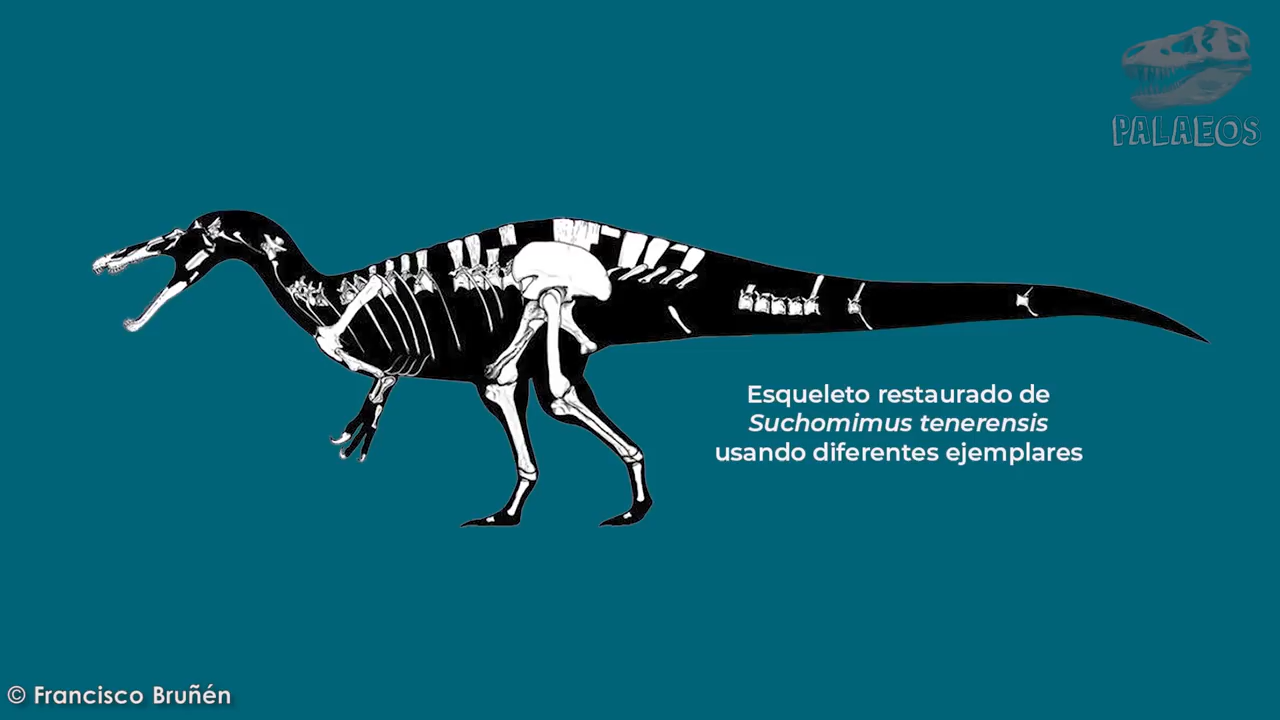 PALAEOS
Esqueleto restaurado de
Suchomimus tenerensis
usando diferentes ejemplares
© Francisco Bruñén